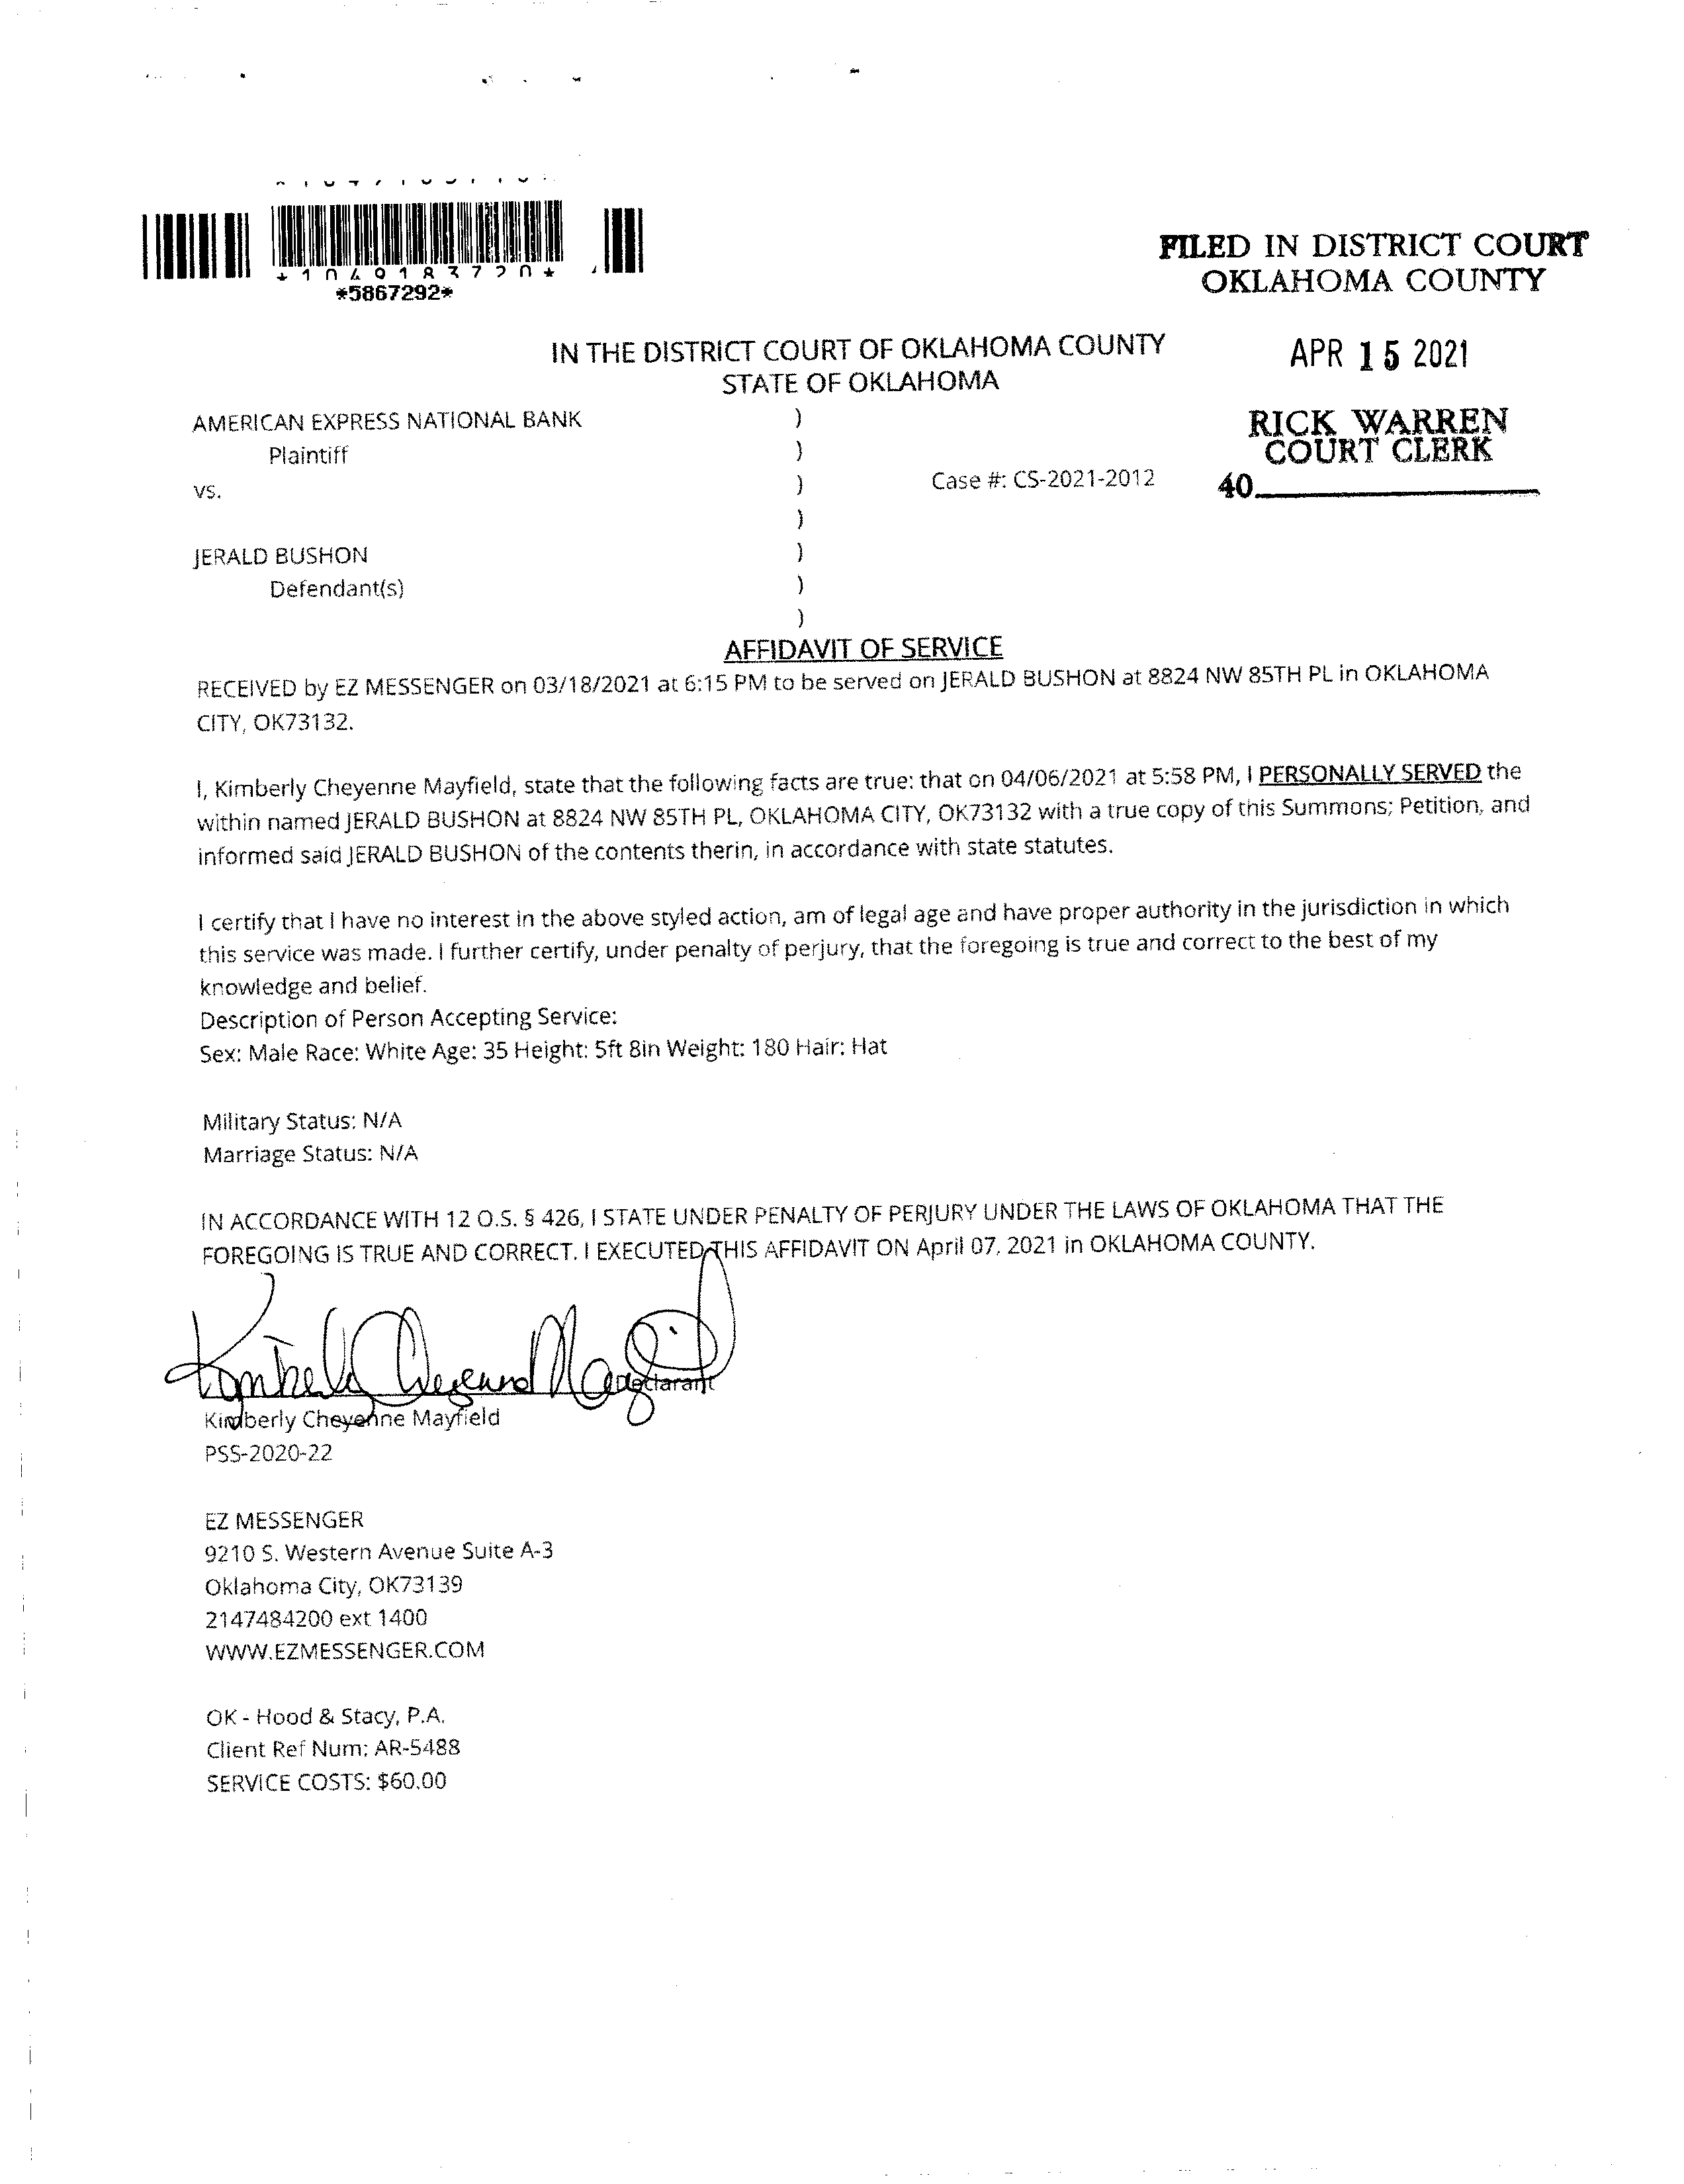 *1049183720*
*5867292*
FILED IN DISTRICT COURT
OKLAHOMA COUNTY
APR 15 2021
RICK WARREN
COURT CLERK
40
IN THE DISTRICT COURT OF OKLAHOMA COUNTY
STATE OF OKLAHOMA
AMERICAN EXPRESS NATIONAL BANK )
Plaintiff )
vs. ) Case #: CS-2021-2012
)
JERALD BUSHON )
Defendant(s) )
)
AFFIDAVIT OF SERVICE
RECEIVED by EZ MESSENGER on 03/18/2021 at 6:15 PM to be served on JERALD BUSHON at 8824 NW 85TH PL in OKLAHOMA
CITY, OK73132.
I, Kimberly Cheyenne Mayfield, state that the following facts are true: that on 04/06/2021 at 5:58 PM, I PERSONALLY SERVED the
within named JERALD BUSHON at 8824 NW 85TH PL, OKLAHOMA CITY, OK73132 with a true copy of this Summons; Petition, and
informed said JERALD BUSHON of the contents therin, in accordance with state statutes.
I certify that I have no interest in the above styled action, am of legal age and have proper authority in the jurisdiction in which
this service was made. I further certify, under penalty of perjury, that the foregoing is true and correct to the best of my
knowledge and belief.
Description of Person Accepting Service:
Sex: Male Race: White Age: 35 Height: 5ft 8in Weight: 180 Hair: Hat
Military Status: N/A
Marriage Status: N/A
IN ACCORDANCE WITH 12 O.S. § 426, I STATE UNDER PENALTY OF PERJURY UNDER THE LAWS OF OKLAHOMA THAT THE
FOREGOING IS TRUE AND CORRECT. I EXECUTED THIS AFFIDAVIT ON April 07, 2021 in OKLAHOMA COUNTY.
Declarant
Kimberly Cheyenne Mayfield
PSS-2020-22
EZ MESSENGER
9210 S. Western Avenue Suite A-3
Oklahoma City, OK73139
2147484200 ext 1400
WWW.EZMESSENGER.COM
OK - Hood & Stacy, P.A.
Client Ref Num: AR-5488
SERVICE COSTS: $60.00